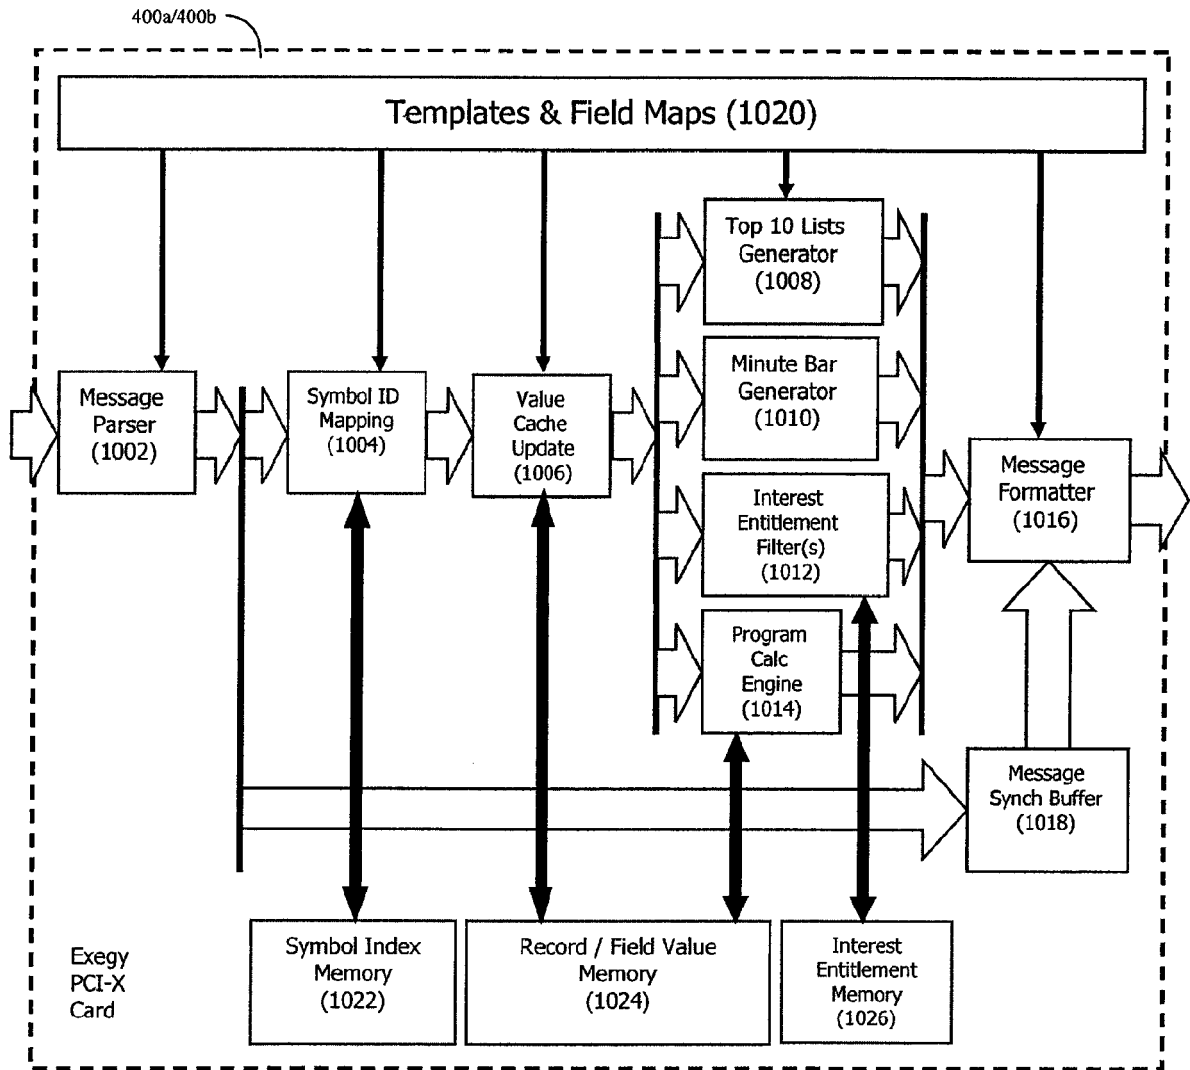 400a/400b
Templates & Field Maps (1020)
Top 10 Lists
Generator
(1008)
Message
Parser
(1002)
Symbol ID
Mapping
(1004)
Value
Cache
Update
(1006)
Minute Bar
Generator
(1010)
Interest
Entitlement
Filter(s)
(1012)
Program
Calc
Engine
(1014)
Message
Formatter
(1016)
Message
Synch Buffer
(1018)
Exegy
PCI-X
Card
Symbol Index
Memory
(1022)
Record / Field Value
Memory
(1024)
Interest
Entitlement
Memory
(1026)